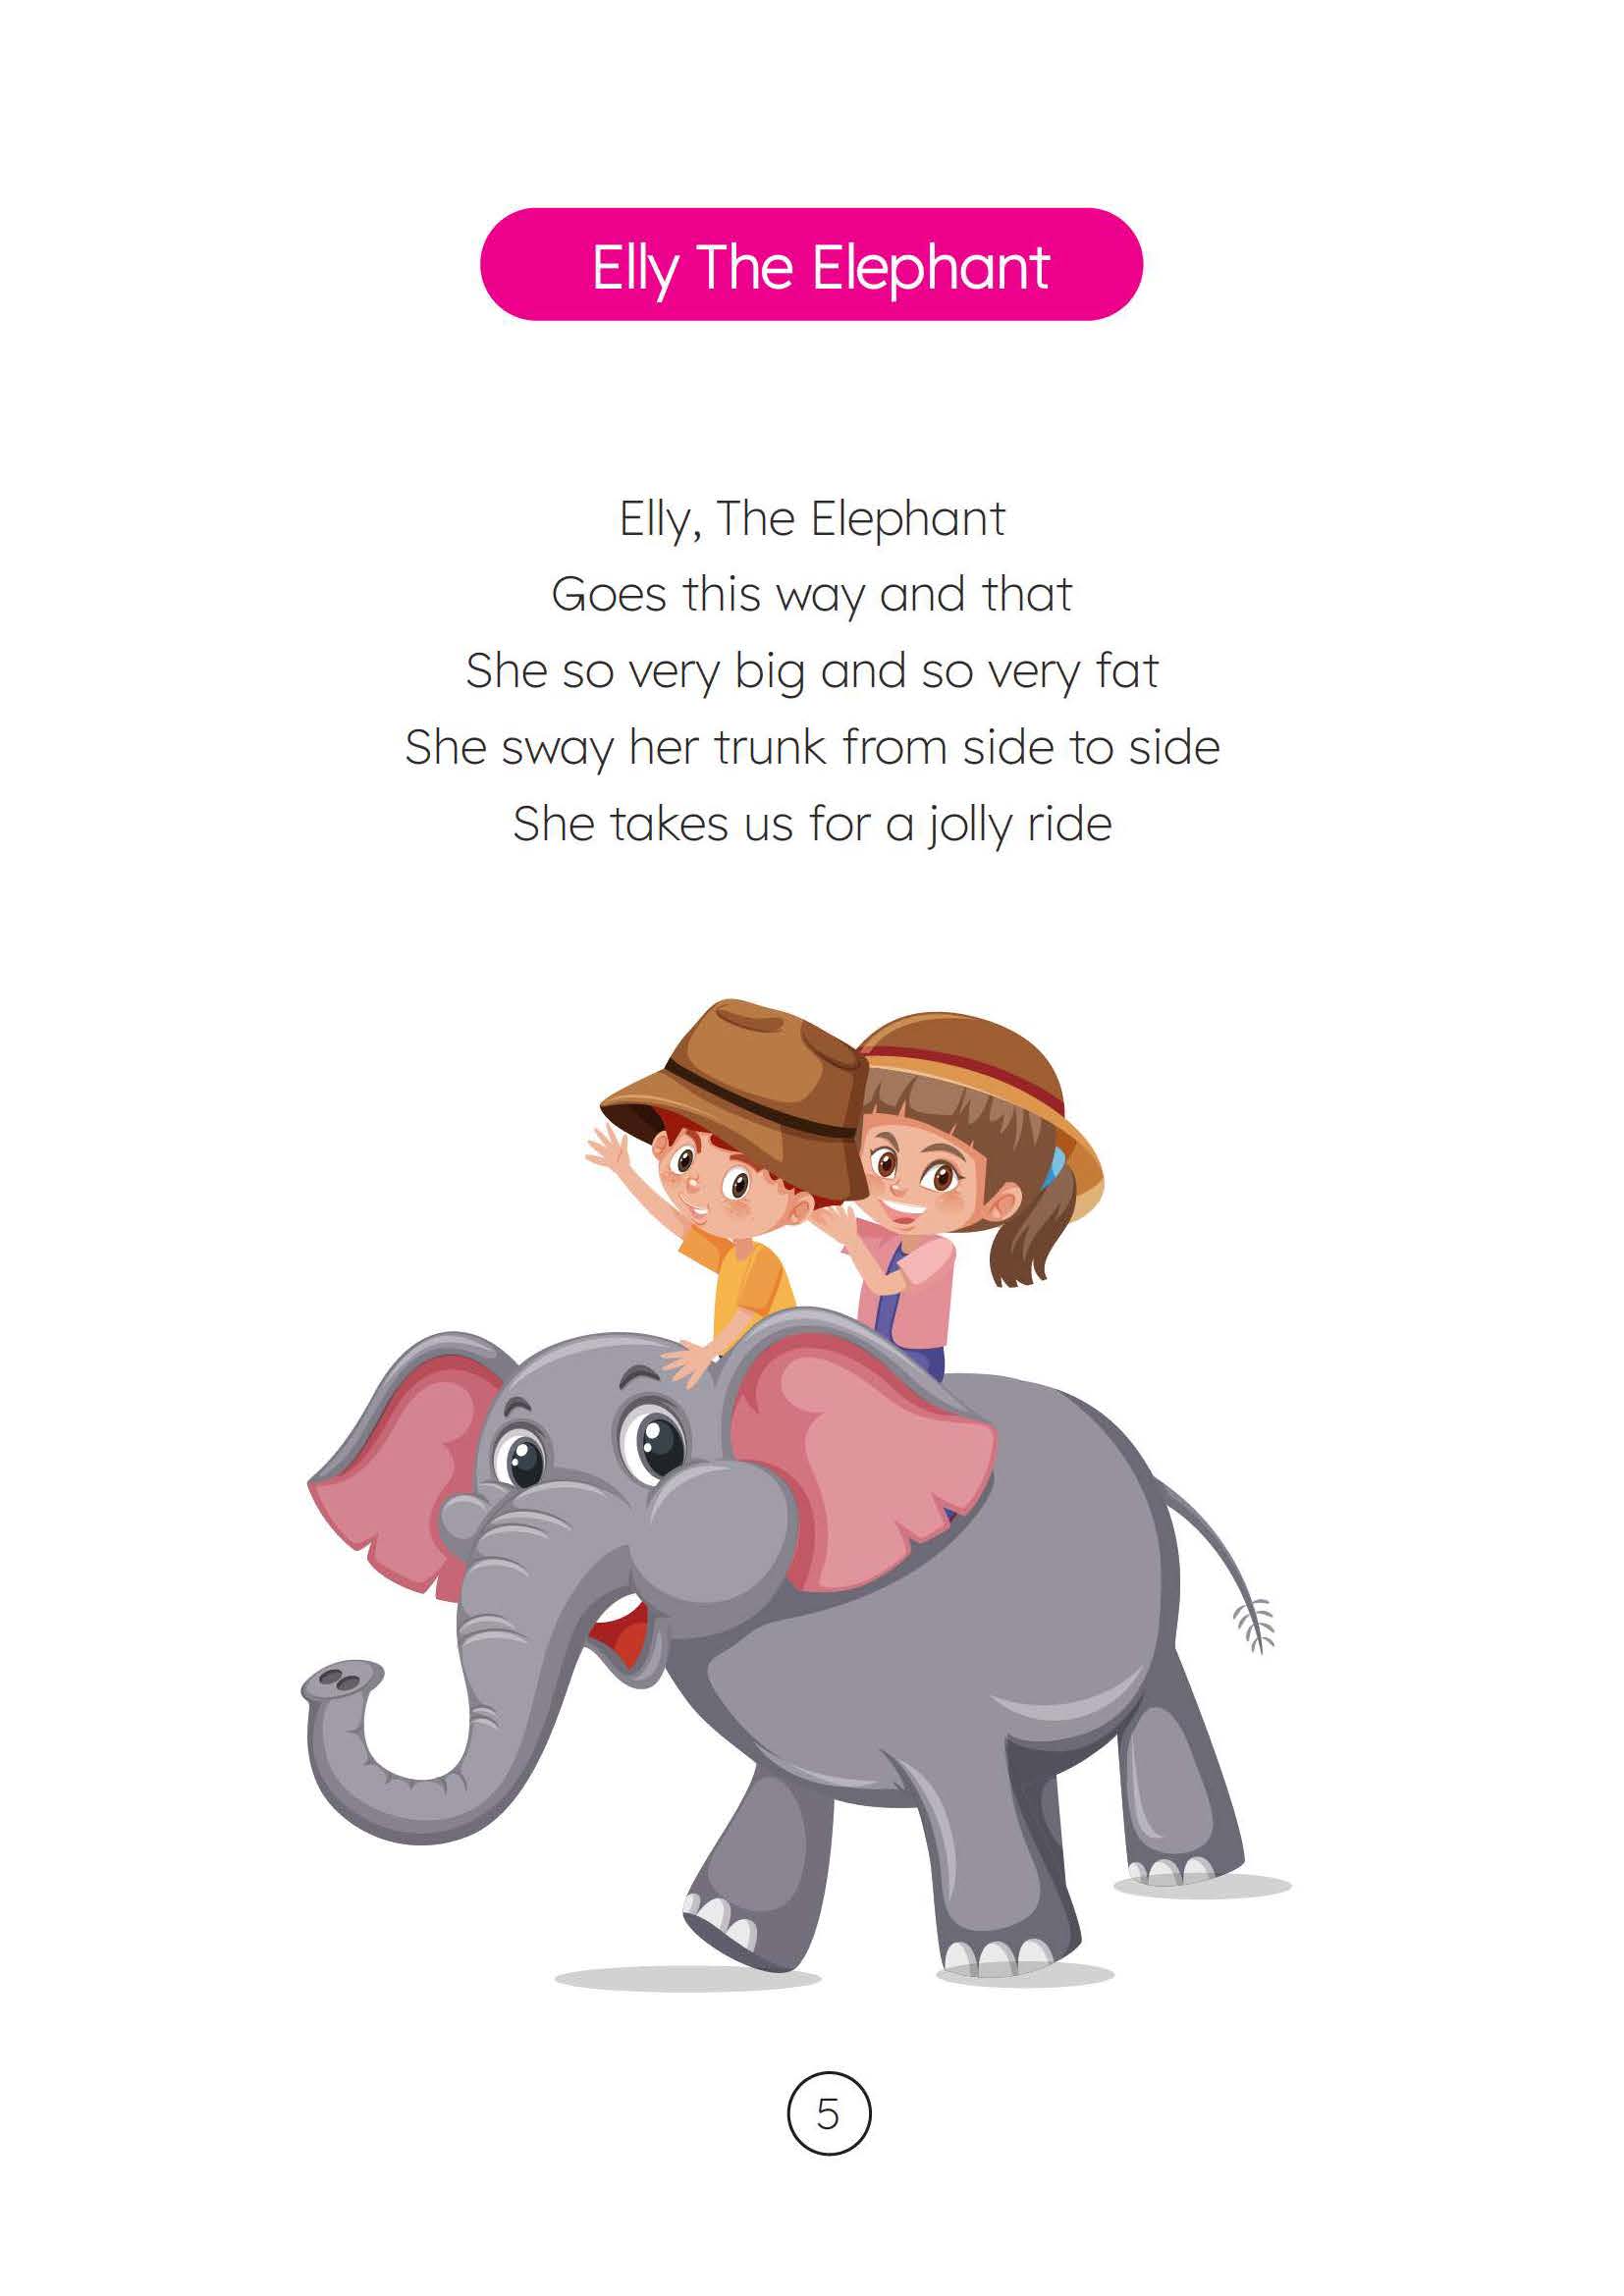 Elly The Elephant
Elly, The Elephant
Goes this way and that
She so very big and so very fat
She sway her trunk from side to side
She takes us for a jolly ride
5